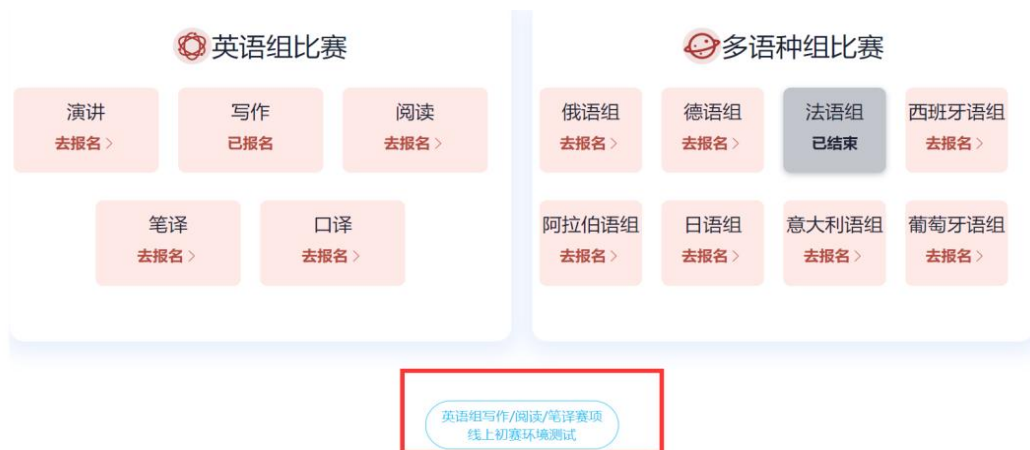 英语组比赛
演讲
去报名
写作
已报名
阅读
去报名
笔译
去报名
口译
去报名
多语种组比赛
俄语组
去报名
德语组
去报名
法语组
已结束
西班牙语组
去报名
阿拉伯语组
去报名
日语组
去报名
意大利语组
去报名
葡萄牙语组
去报名
英语组写作/阅读/笔译赛项
线上初赛环境测试